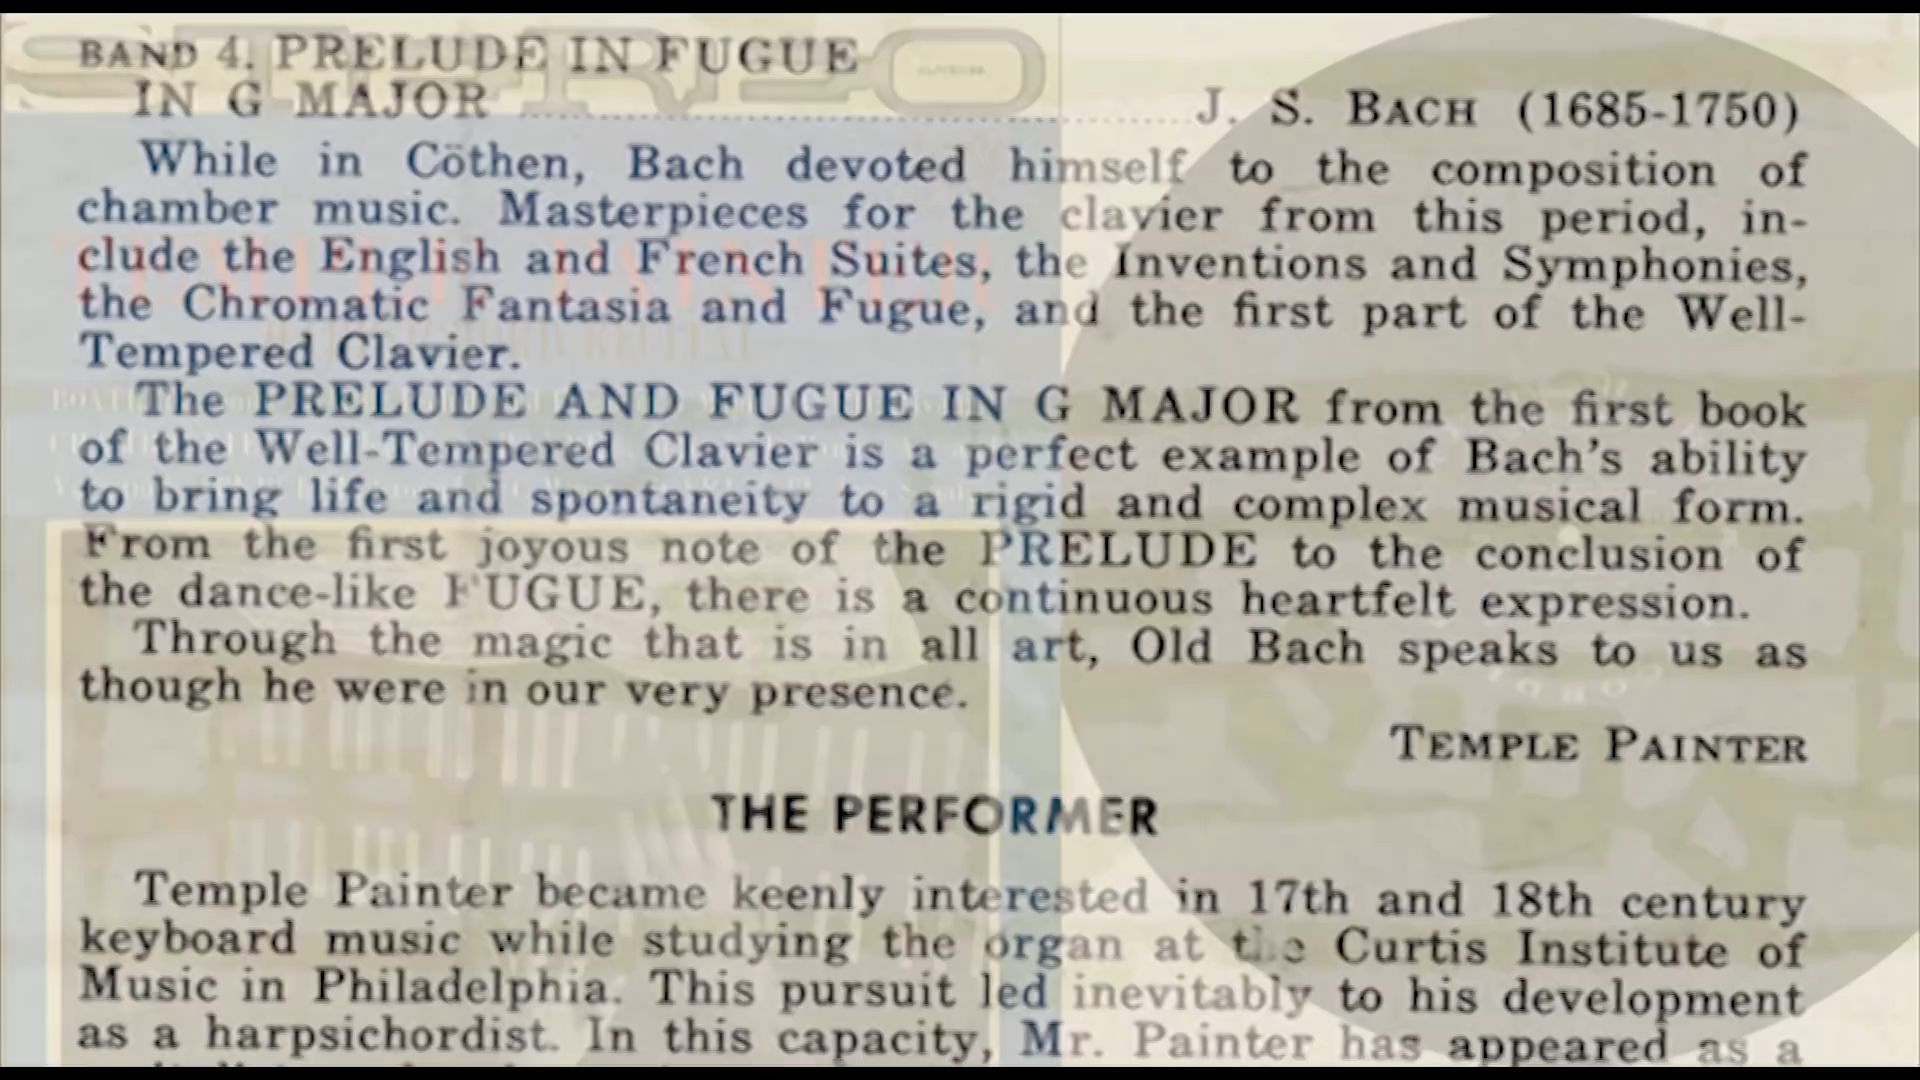 BAND 4. PRELUDE IN FUGUE
IN G MAJOR ........................ J. S. BACH (1685-1750)
While in Cöthen, Bach devoted himself to the composition of
chamber music. Masterpieces for the clavier from this period, in-
clude the English and French Suites, the Inventions and Symphonies,
the Chromatic Fantasia and Fugue, and the first part of the Well-
Tempered Clavier.
The PRELUDE AND FUGUE IN G MAJOR from the first book
of the Well-Tempered Clavier is a perfect example of Bach's ability
to bring life and spontaneity to a rigid and complex musical form.
From the first joyous note of the PRELUDE to the conclusion of
the dance-like FUGUE, there is a continuous heartfelt expression.
Through the magic that is in all art, Old Bach speaks to us as
though he were in our very presence.
TEMPLE PAINTER
THE PERFORMER
Temple Painter became keenly interested in 17th and 18th century
keyboard music while studying the organ at the Curtis Institute of
Music in Philadelphia. This pursuit led inevitably to his development
as a harpsichordist. In this capacity, Mr. Painter has appeared as a